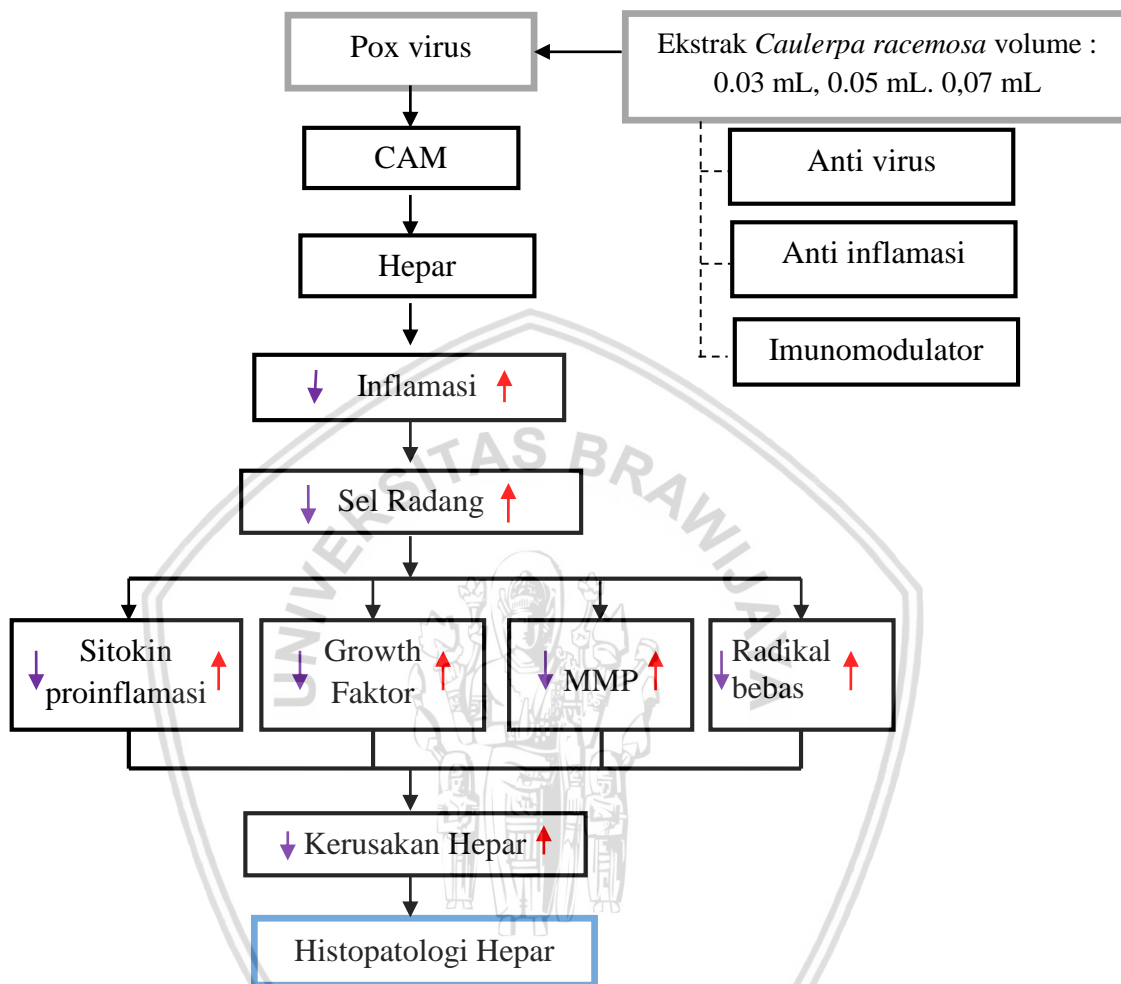 Pox virus
Ekstrak Caulerpa racemosa volume :
0.03 mL, 0.05 mL. 0,07 mL
CAM
Anti virus
Hepar
Anti inflamasi
Imunomodulator
Inflamasi
Sel Radang
Sitokin
proinflamasi
Growth
Faktor
MMP
Radikal
bebas
Kerusakan Hepar
Histopatologi Hepar
UNIVERSITAS BRAWIJAYA